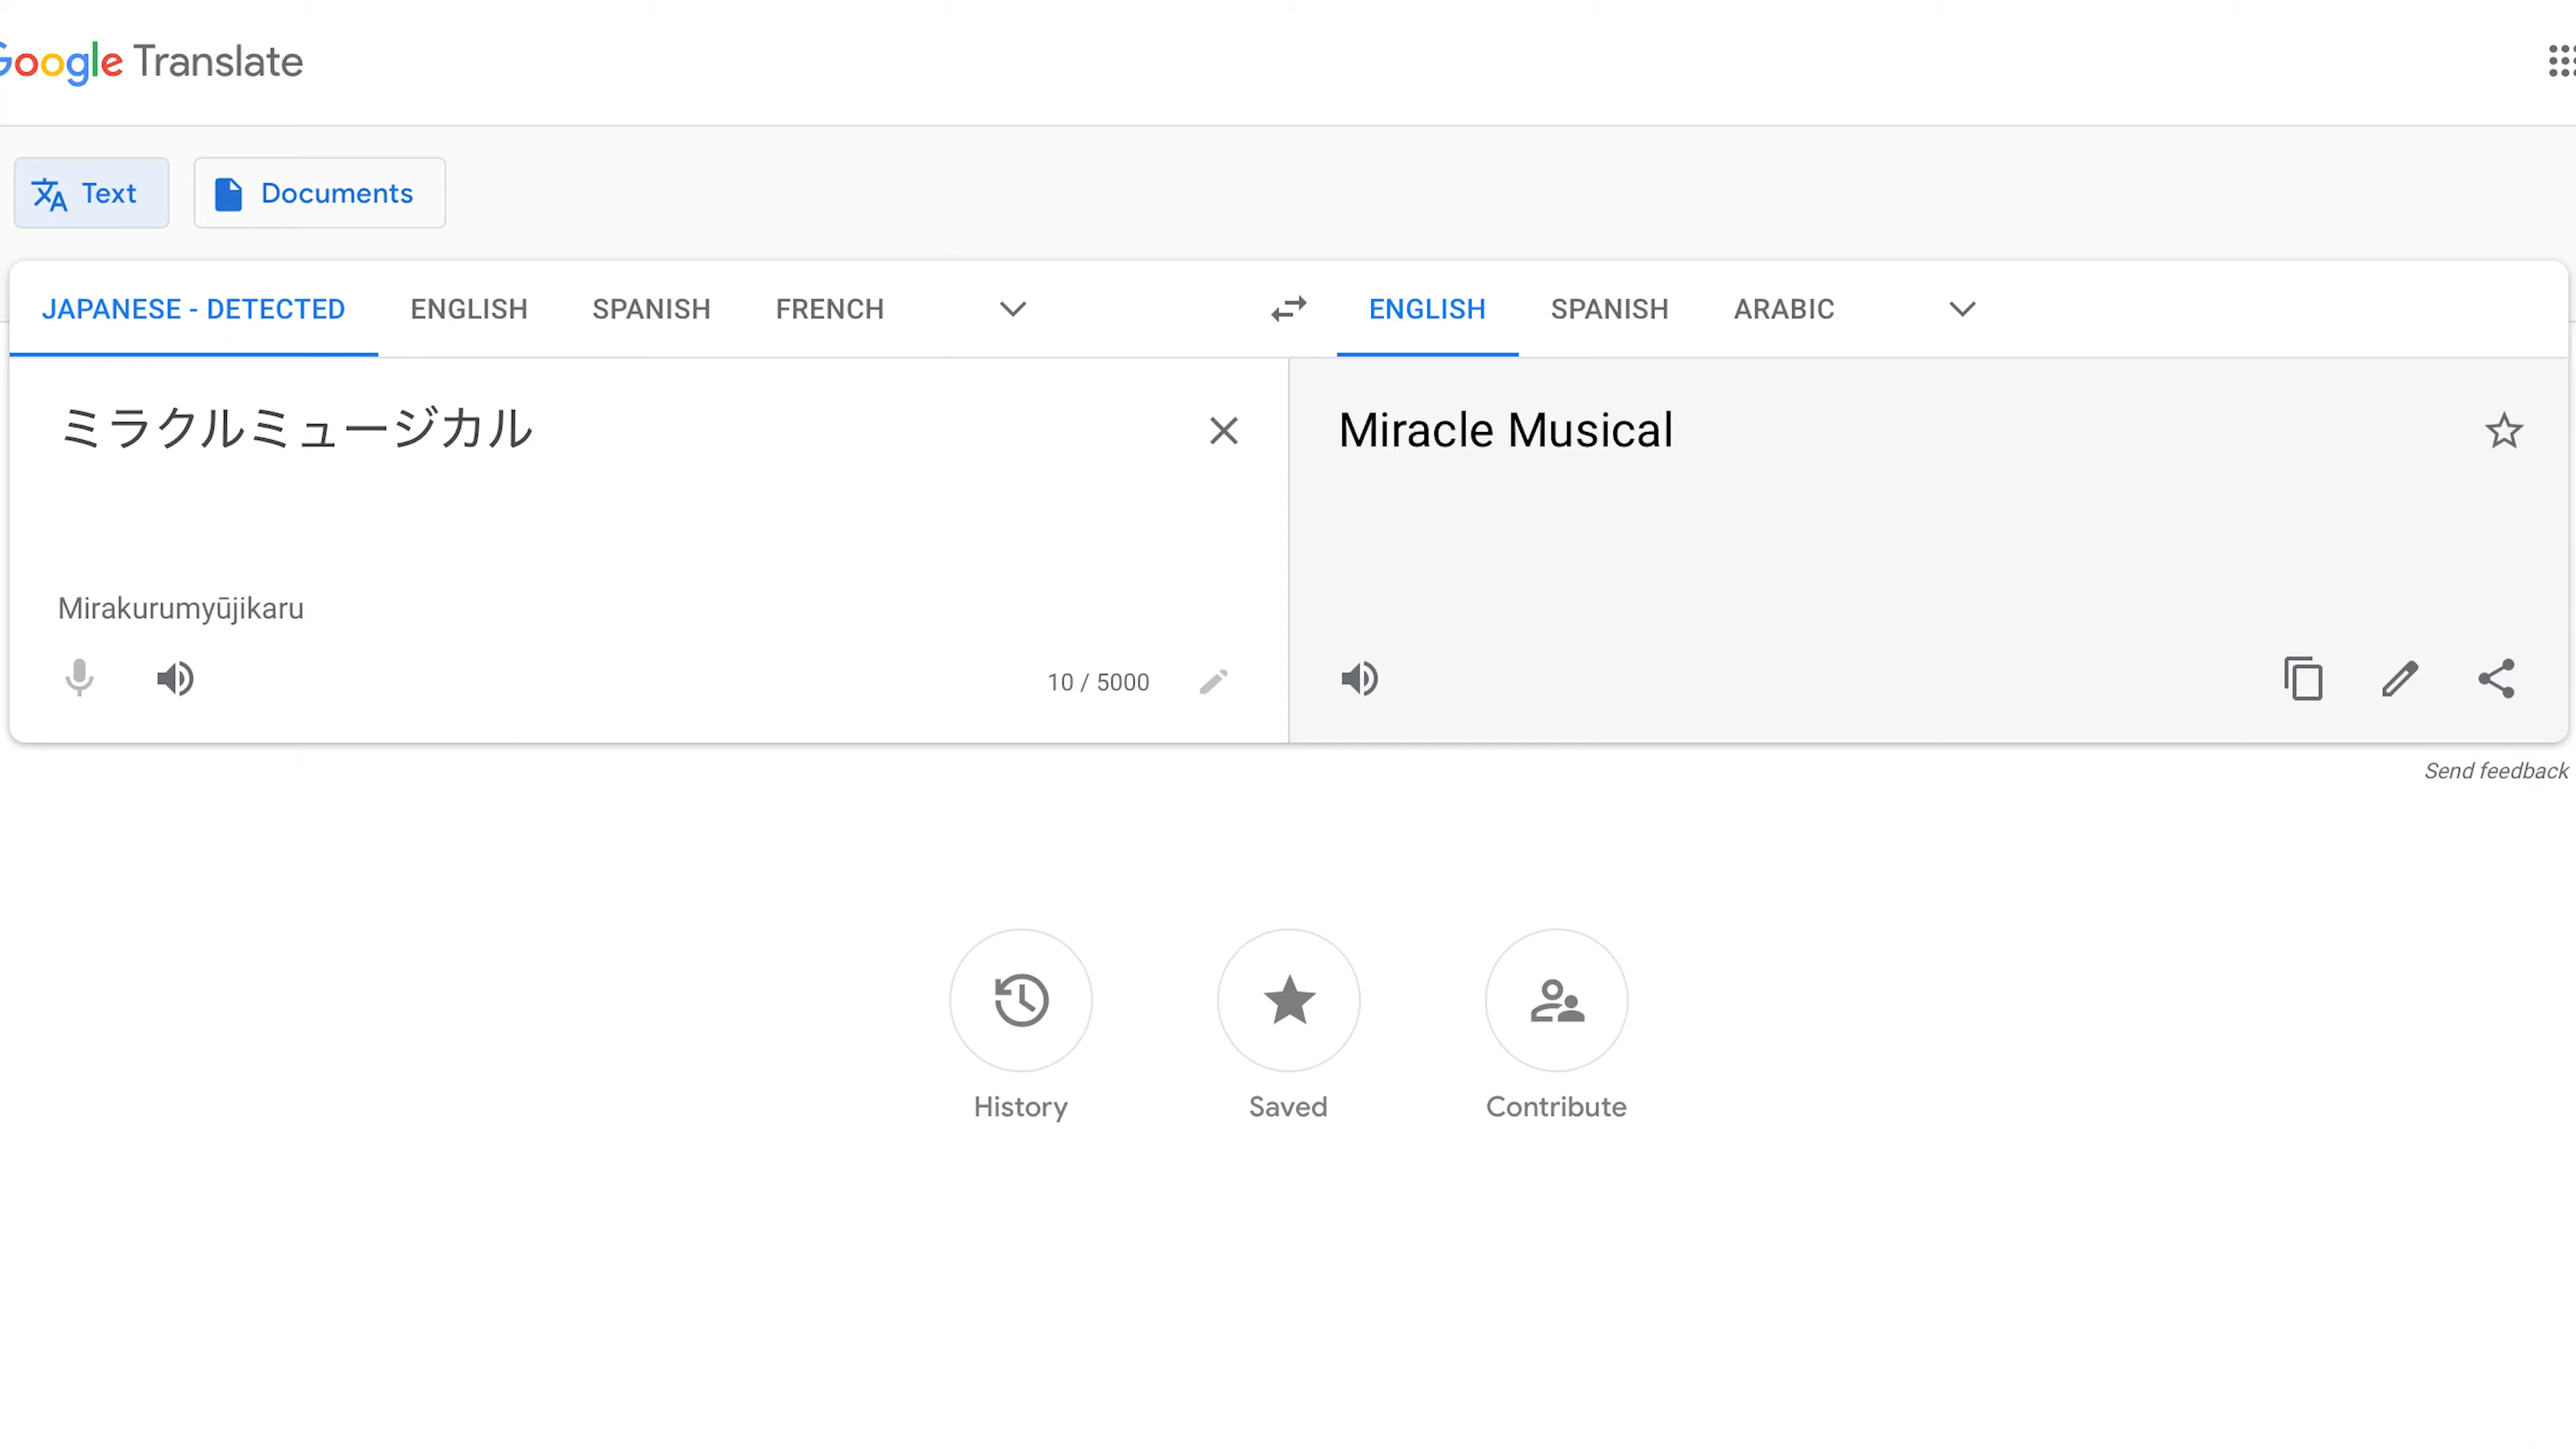 Google Translate
Text Documents
JAPANESE - DETECTED ENGLISH SPANISH FRENCH ENGLISH SPANISH ARABIC
ミラクルミュージカル
Miracle Musical
Mirakurumyūjikaru
10 / 5000
Send feedback
History Saved Contribute